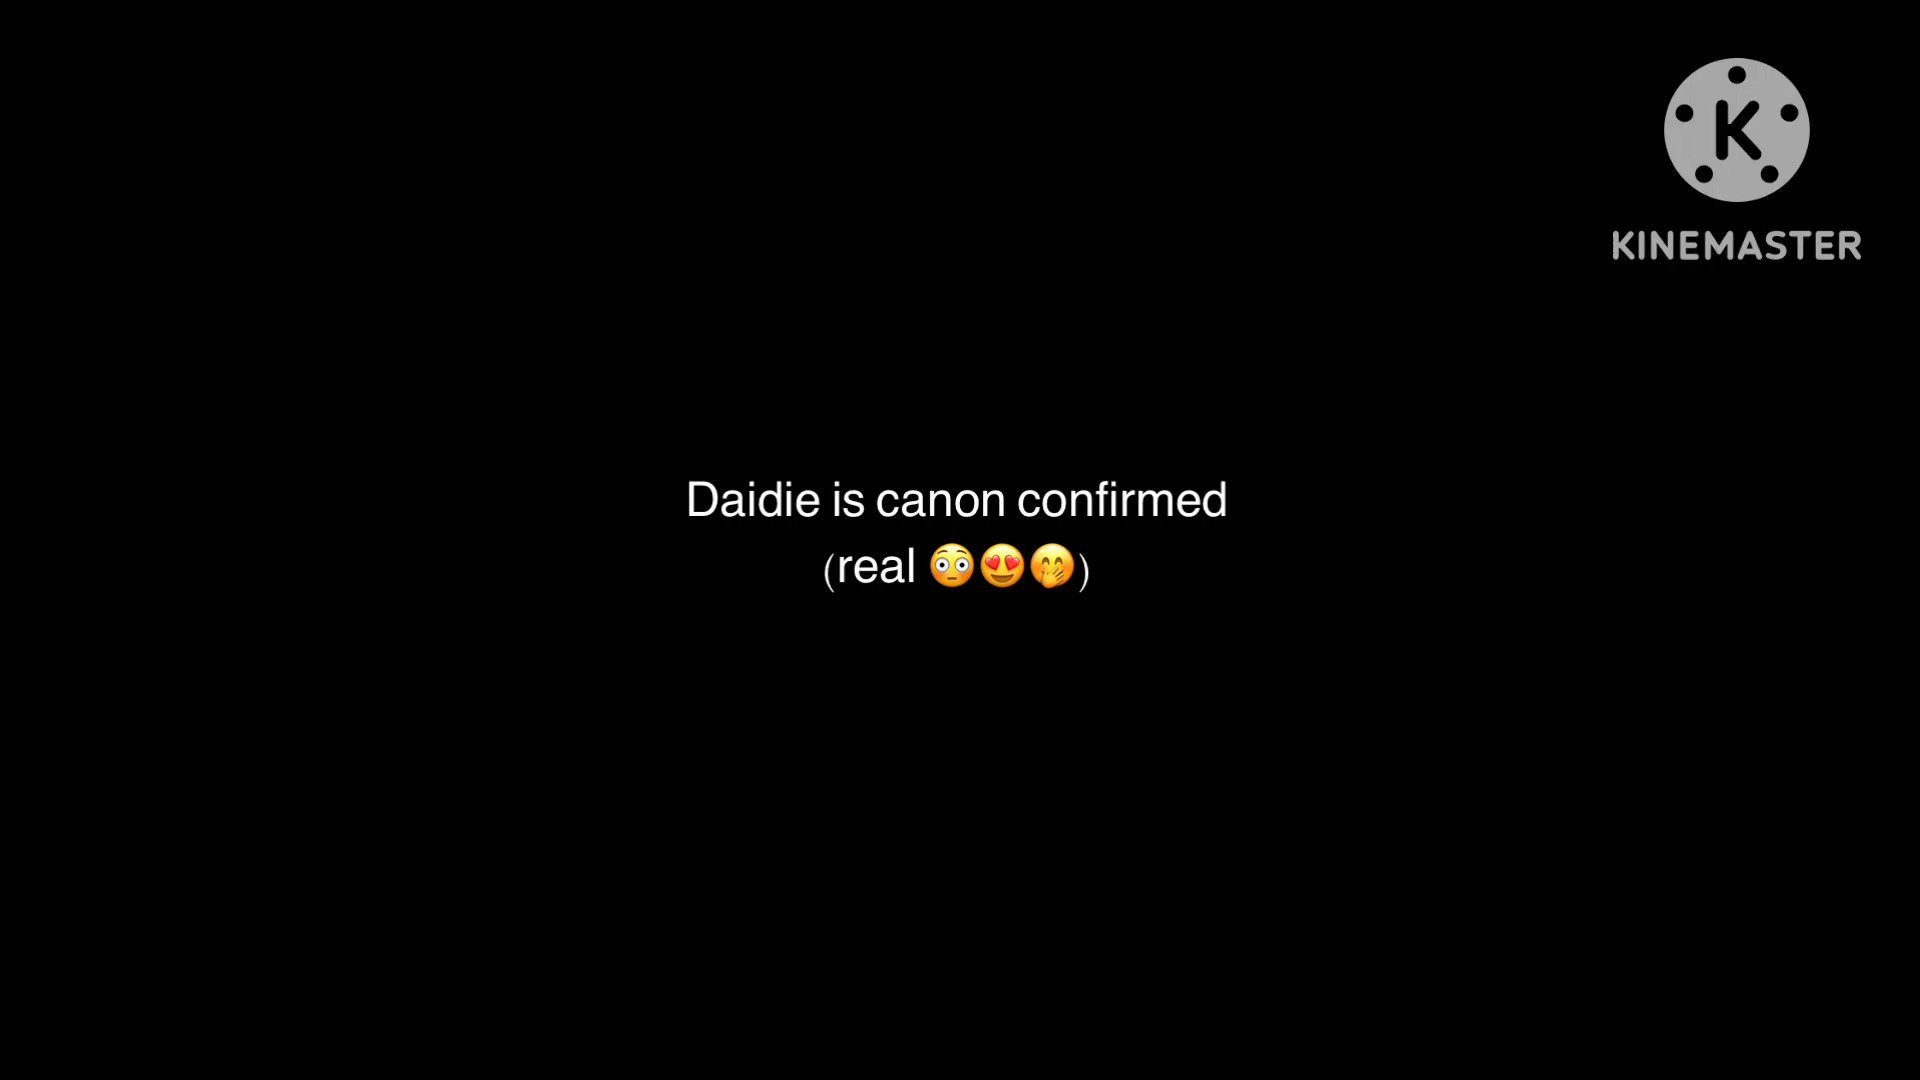 K
KINEMASTER
Daidie is canon confirmed
(real 😳😍🤭)